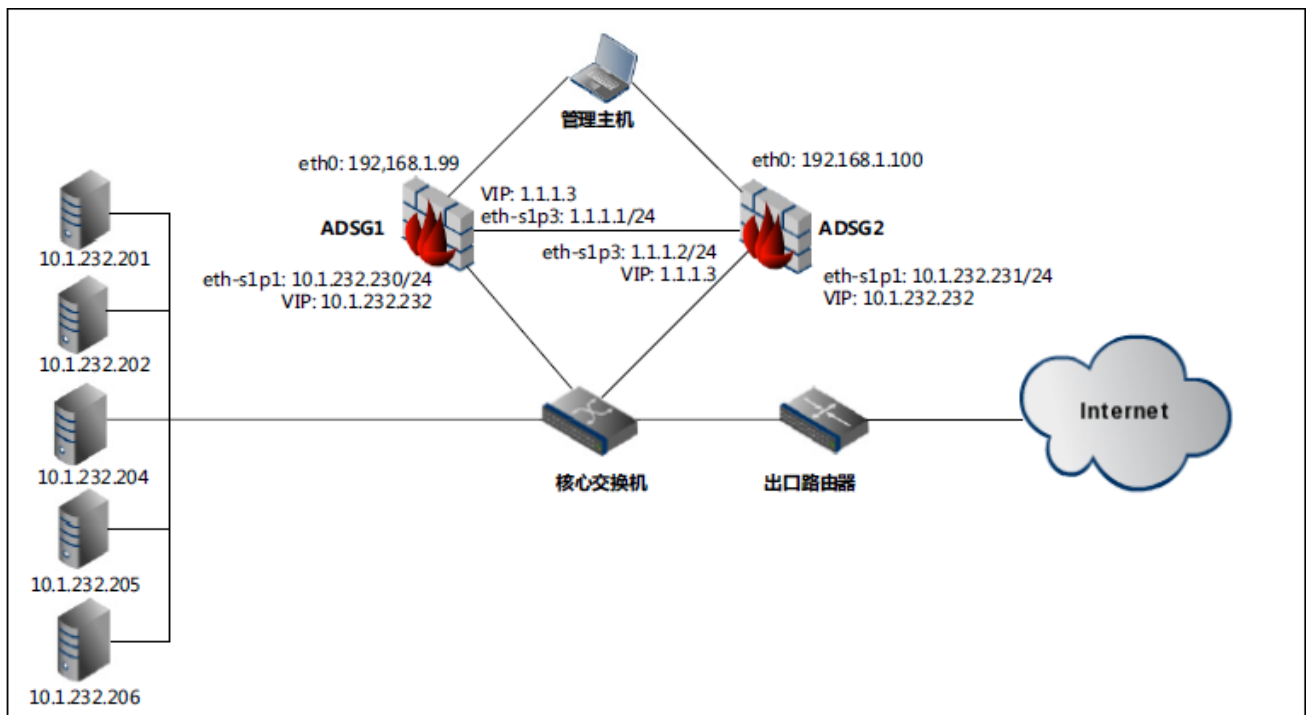 管理主机
eth0: 192,168.1.99
eth0: 192.168.1.100
VIP: 1.1.1.3
eth-s1p3: 1.1.1.1/24
ADSG1
ADSG2
eth-s1p3: 1.1.1.2/24
VIP: 1.1.1.3
eth-s1p1: 10.1.232.230/24
VIP: 10.1.232.232
eth-s1p1: 10.1.232.231/24
VIP: 10.1.232.232
10.1.232.201
10.1.232.202
10.1.232.204
10.1.232.205
10.1.232.206
核心交换机
出口路由器
Internet